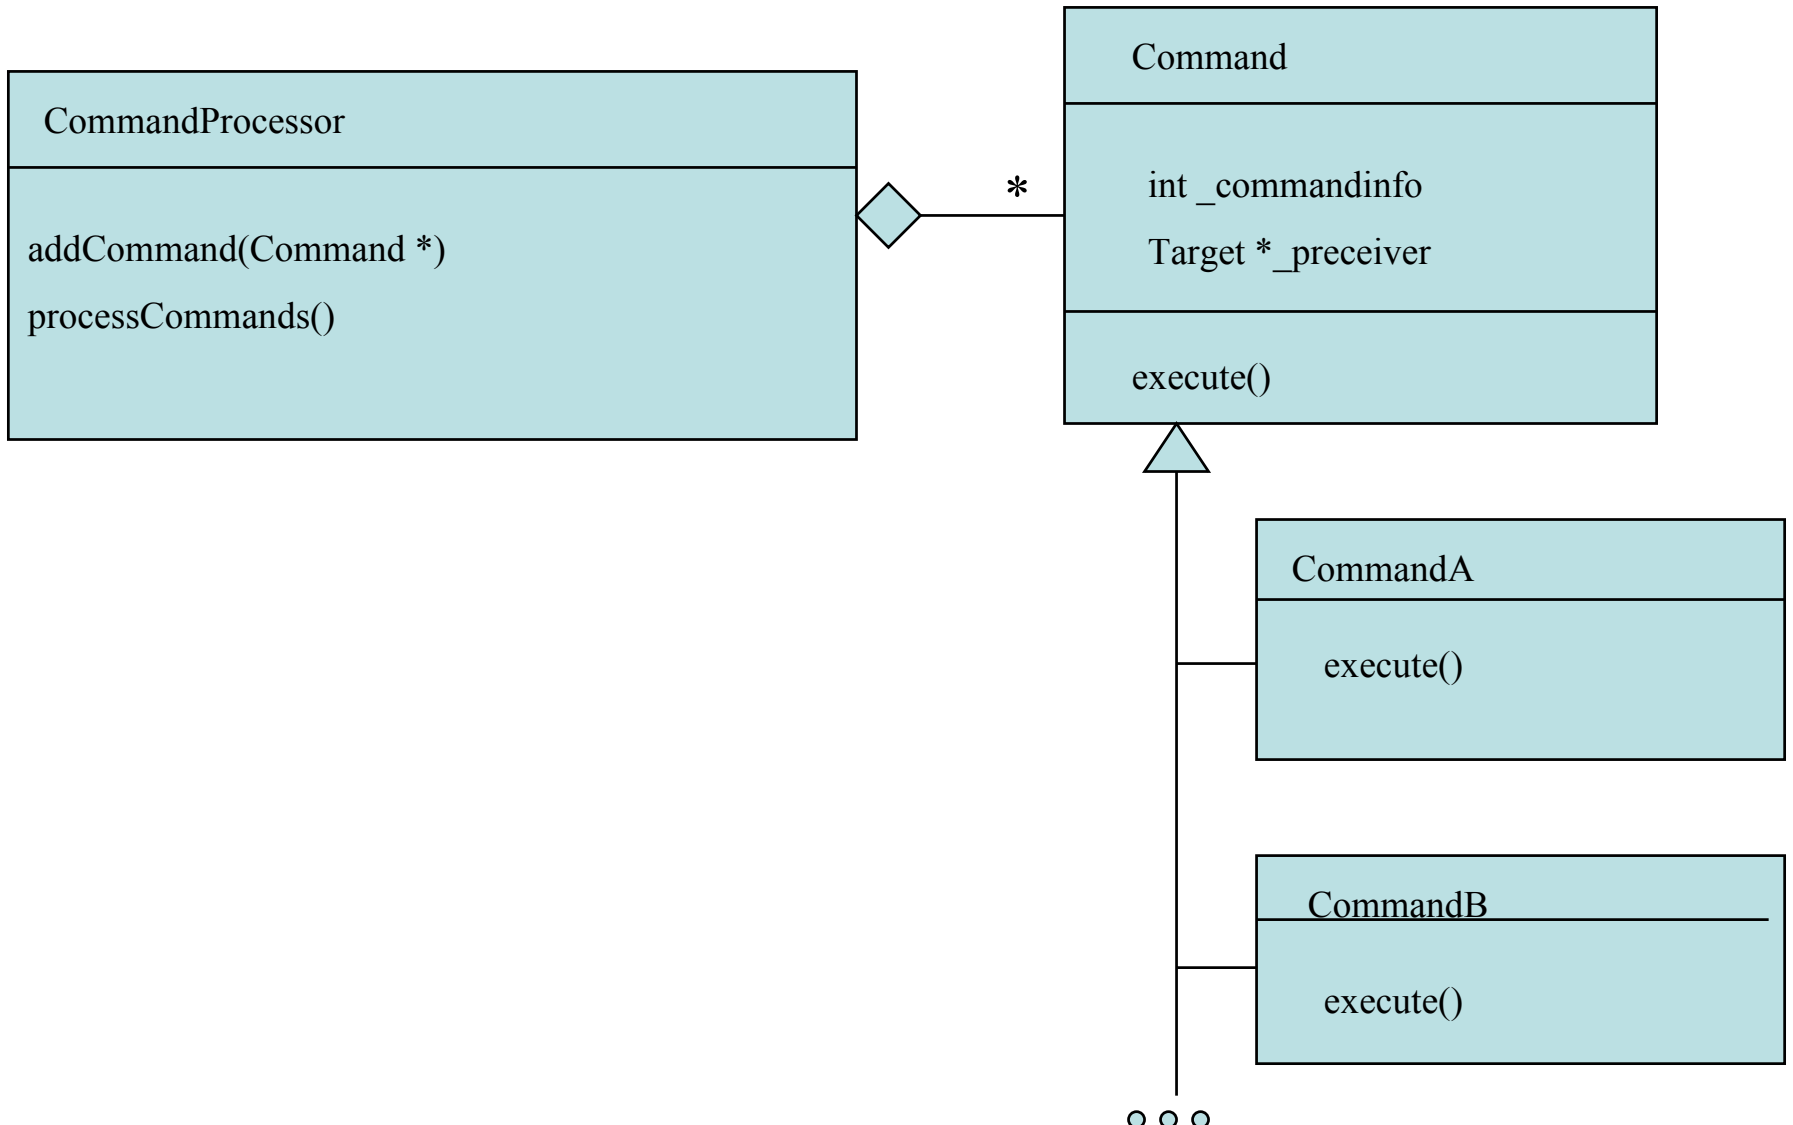 CommandProcessor
addCommand(Command *)
processCommands()
*
Command
int _commandinfo
Target *_preceiver
execute()
CommandA
execute()
CommandB
execute()